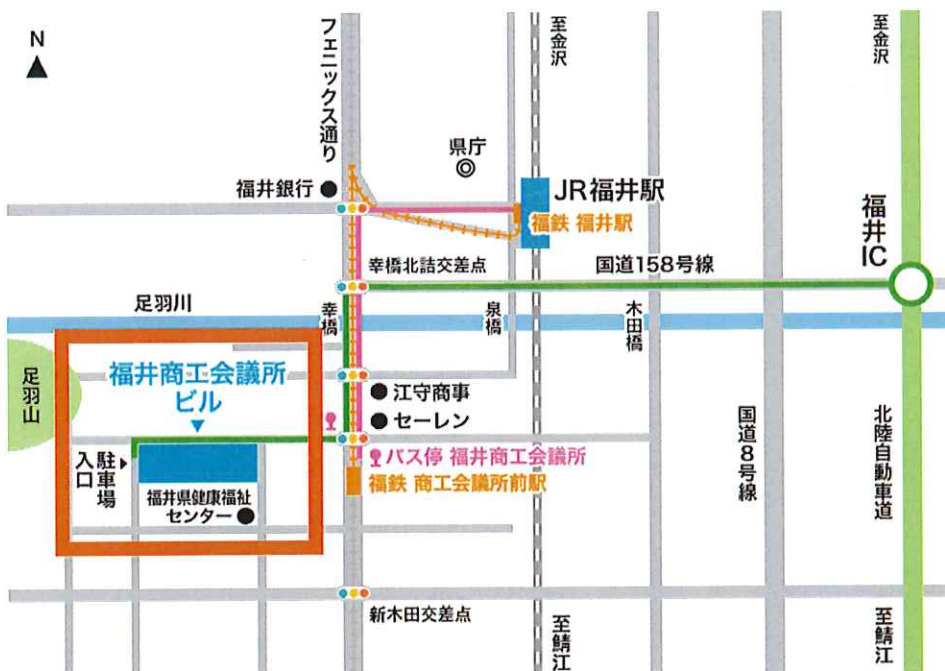 N
フェニックス通り
至金沢
至金沢
県庁
福井銀行
JR福井駅
福鉄 福井駅
福井IC
幸橋北詰交差点
国道158号線
足羽川
幸橋
泉橋
木田橋
足羽山
福井商工会議所
ビル
江守商事
セーレン
バス停 福井商工会議所
福鉄 商工会議所前駅
駐車場
入口
福井県健康福祉
センター
国道8号線
北陸自動車道
新木田交差点
至鯖江
至鯖江